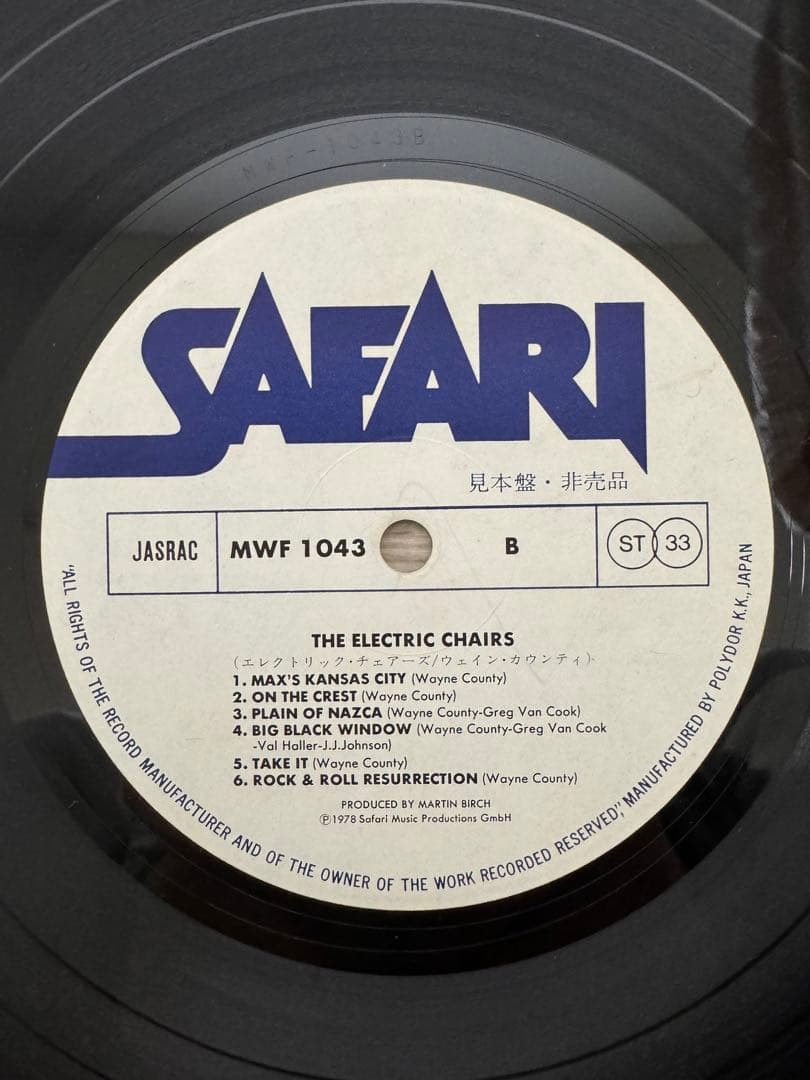 MWF-1043B
SAFARI
見本盤・非売品
JASRAC
MWF 1043
B
ST 33
THE ELECTRIC CHAIRS
(エレクトリック・チェアーズ/ウェイン・カウンティ)
1. MAX'S KANSAS CITY (Wayne County)
2. ON THE CREST (Wayne County)
3. PLAIN OF NAZCA (Wayne County-Greg Van Cook)
4. BIG BLACK WINDOW (Wayne County-Greg Van Cook
-Val Haller-J.J.Johnson)
5. TAKE IT (Wayne County)
6. ROCK & ROLL RESURRECTION (Wayne County)
PRODUCED BY MARTIN BIRCH
Ⓟ1978 Safari Music Productions GmbH
"ALL RIGHTS OF THE RECORD MANUFACTURER AND OF THE OWNER OF THE WORK RECORDED RESERVED," MANUFACTURED BY POLYDOR K.K., JAPAN